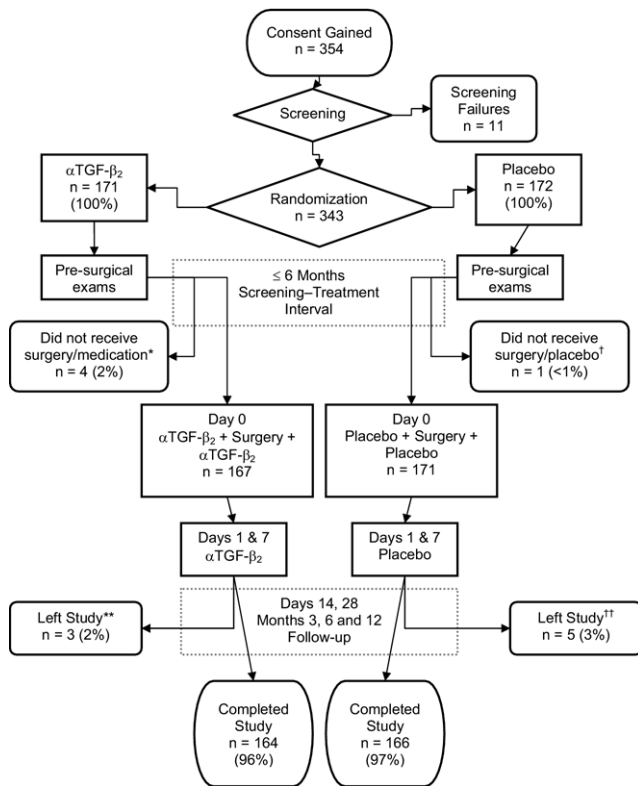 Consent Gained
n = 354
Screening
Screening
Failures
n = 11
αTGF-β₂
n = 171
(100%)
Randomization
n = 343
Placebo
n = 172
(100%)
Pre-surgical
exams
≤ 6 Months
Screening–Treatment
Interval
Pre-surgical
exams
Did not receive
surgery/medication*
n = 4 (2%)
Did not receive
surgery/placebo†
n = 1 (<1%)
Day 0
αTGF-β₂ + Surgery +
αTGF-β₂
n = 167
Day 0
Placebo + Surgery +
Placebo
n = 171
Days 1 & 7
αTGF-β₂
Days 1 & 7
Placebo
Left Study**
n = 3 (2%)
Days 14, 28
Months 3, 6 and 12
Follow-up
Left Study††
n = 5 (3%)
Completed
Study
n = 164
(96%)
Completed
Study
n = 166
(97%)